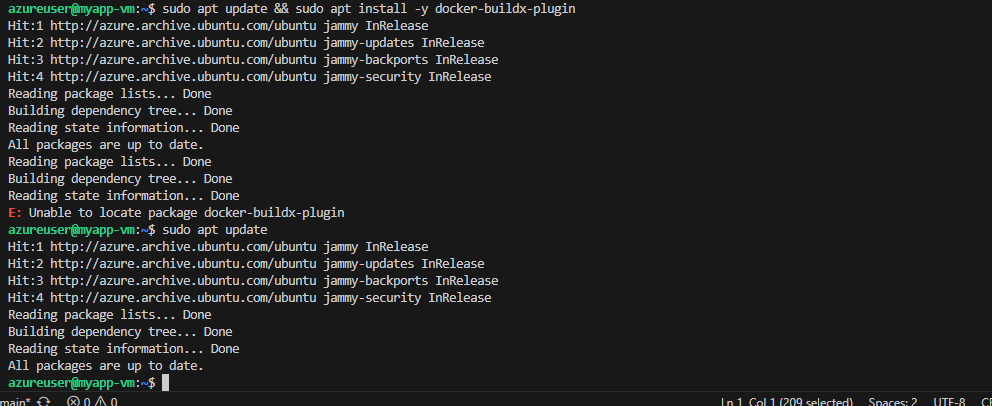 azureuser@myapp-vm:~$ sudo apt update && sudo apt install -y docker-buildx-plugin
Hit:1 http://azure.archive.ubuntu.com/ubuntu jammy InRelease
Hit:2 http://azure.archive.ubuntu.com/ubuntu jammy-updates InRelease
Hit:3 http://azure.archive.ubuntu.com/ubuntu jammy-backports InRelease
Hit:4 http://azure.archive.ubuntu.com/ubuntu jammy-security InRelease
Reading package lists... Done
Building dependency tree... Done
Reading state information... Done
All packages are up to date.
Reading package lists... Done
Building dependency tree... Done
Reading state information... Done
E: Unable to locate package docker-buildx-plugin
azureuser@myapp-vm:~$ sudo apt update
Hit:1 http://azure.archive.ubuntu.com/ubuntu jammy InRelease
Hit:2 http://azure.archive.ubuntu.com/ubuntu jammy-updates InRelease
Hit:3 http://azure.archive.ubuntu.com/ubuntu jammy-backports InRelease
Hit:4 http://azure.archive.ubuntu.com/ubuntu jammy-security InRelease
Reading package lists... Done
Building dependency tree... Done
Reading state information... Done
All packages are up to date.
azureuser@myapp-vm:~$
main* 0 0 Ln 1, Col 1 (209 selected) Spaces: 2 UTF-8